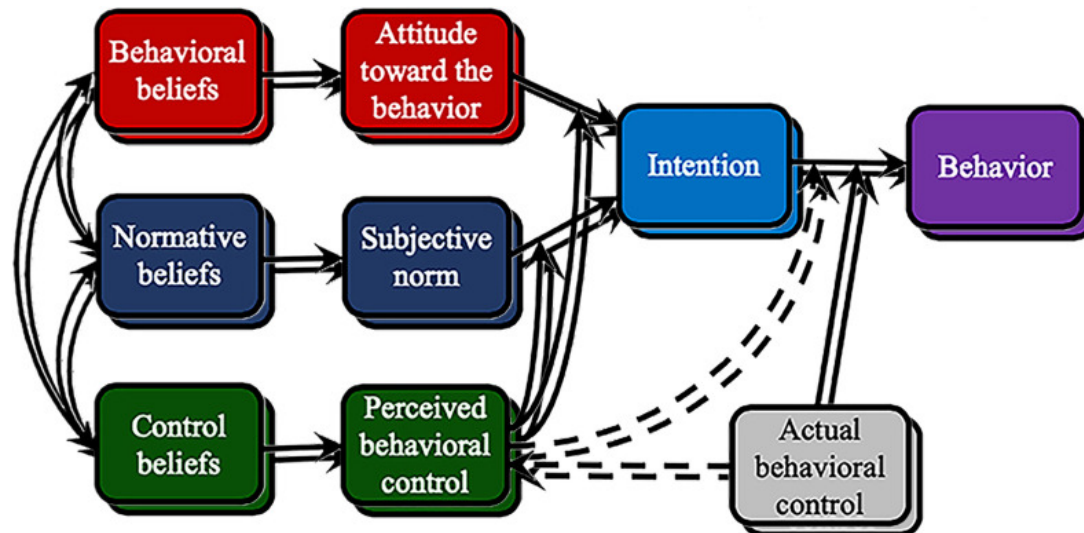 Behavioral
beliefs
Attitude
toward the
behavior
Intention
Behavior
Normative
beliefs
Subjective
norm
Control
beliefs
Perceived
behavioral
control
Actual
behavioral
control